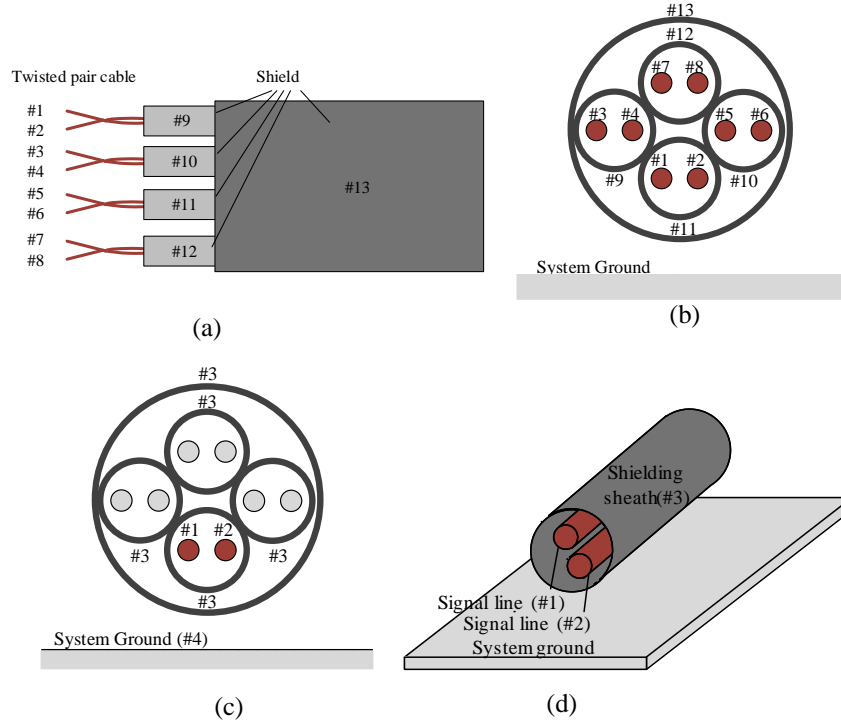 Twisted pair cable
Shield
#1
#2
#3
#4
#5
#6
#7
#8
#9
#10
#11
#12
#13
(a)
#13
#12
#7 #8
#3 #4
#5 #6
#1 #2
#9
#10
#11
System Ground
(b)
#3
#3
#1 #2
#3
#3
#3
System Ground (#4)
(c)
Shielding
sheath(#3)
Signal line (#1)
Signal line (#2)
System ground
(d)